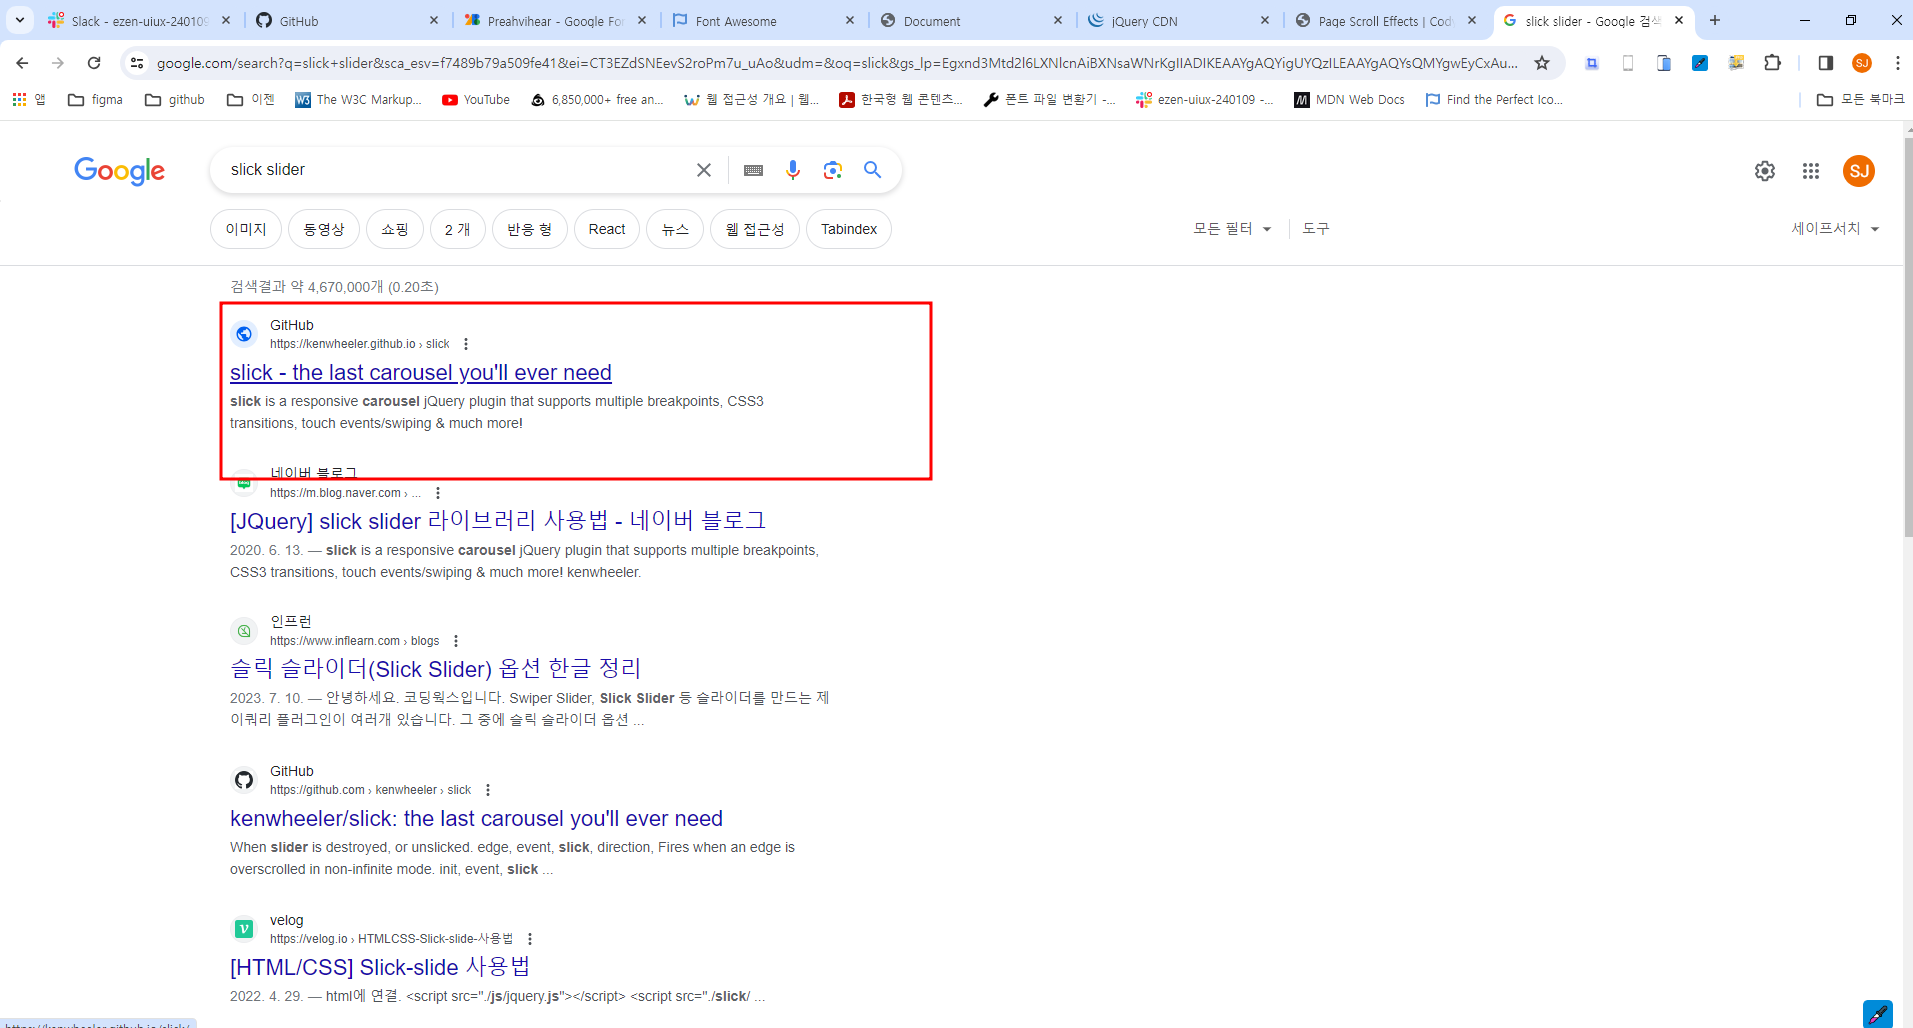 Slack - ezen-uiux-240109
GitHub
Preahvihear - Google Fo
Font Awesome
Document
jQuery CDN
Page Scroll Effects | Cod
slick slider - Google 검색
google.com/search?q=slick+slider&sca_esv=f7489b79a509fe41&ei=CT3EZdSNEevS2roPm7u_uAo&udm=&oq=slick&gs_lp=Egxnd3Mtd2l6LXNlcnAiBXNsaWNrKgIIADIKEAAYgAQYigUYQzILEAAYgAQYsQMYgwEyCxAu...
SJ
앱
figma
github
이젠
The W3C Markup...
YouTube
6,850,000+ free an...
웹 접근성 개요 | 웹...
한국형 웹 콘텐츠...
폰트 파일 변환기 -...
ezen-uiux-240109 -...
MDN Web Docs
Find the Perfect Ico...
모든 북마크
Google
slick slider
SJ
이미지
동영상
쇼핑
2 개
반응 형
React
뉴스
웹 접근성
Tabindex
모든 필터
도구
세이프서치
검색결과 약 4,670,000개 (0.20초)
GitHub
https://kenwheeler.github.io › slick
slick - the last carousel you'll ever need
slick is a responsive carousel jQuery plugin that supports multiple breakpoints, CSS3
transitions, touch events/swiping & much more!
네이버 블로그
https://m.blog.naver.com › ...
[JQuery] slick slider 라이브러리 사용법 - 네이버 블로그
2020. 6. 13. — slick is a responsive carousel jQuery plugin that supports multiple breakpoints,
CSS3 transitions, touch events/swiping & much more! kenwheeler.
인프런
https://www.inflearn.com › blogs
슬릭 슬라이더(Slick Slider) 옵션 한글 정리
2023. 7. 10. — 안녕하세요. 코딩웍스입니다. Swiper Slider, Slick Slider 등 슬라이더를 만드는 제
이쿼리 플러그인이 여러개 있습니다. 그 중에 슬릭 슬라이더 옵션 ...
GitHub
https://github.com › kenwheeler › slick
kenwheeler/slick: the last carousel you'll ever need
When slider is destroyed, or unslicked. edge, event, slick, direction, Fires when an edge is
overscrolled in non-infinite mode. init, event, slick ...
velog
https://velog.io › HTMLCSS-Slick-slide-사용법
[HTML/CSS] Slick-slide 사용법
2022. 4. 29. — html에 연결. <script src="./js/jquery.js"></script> <script src="./slick/ ...
https://kenwheeler.github.io/slick/